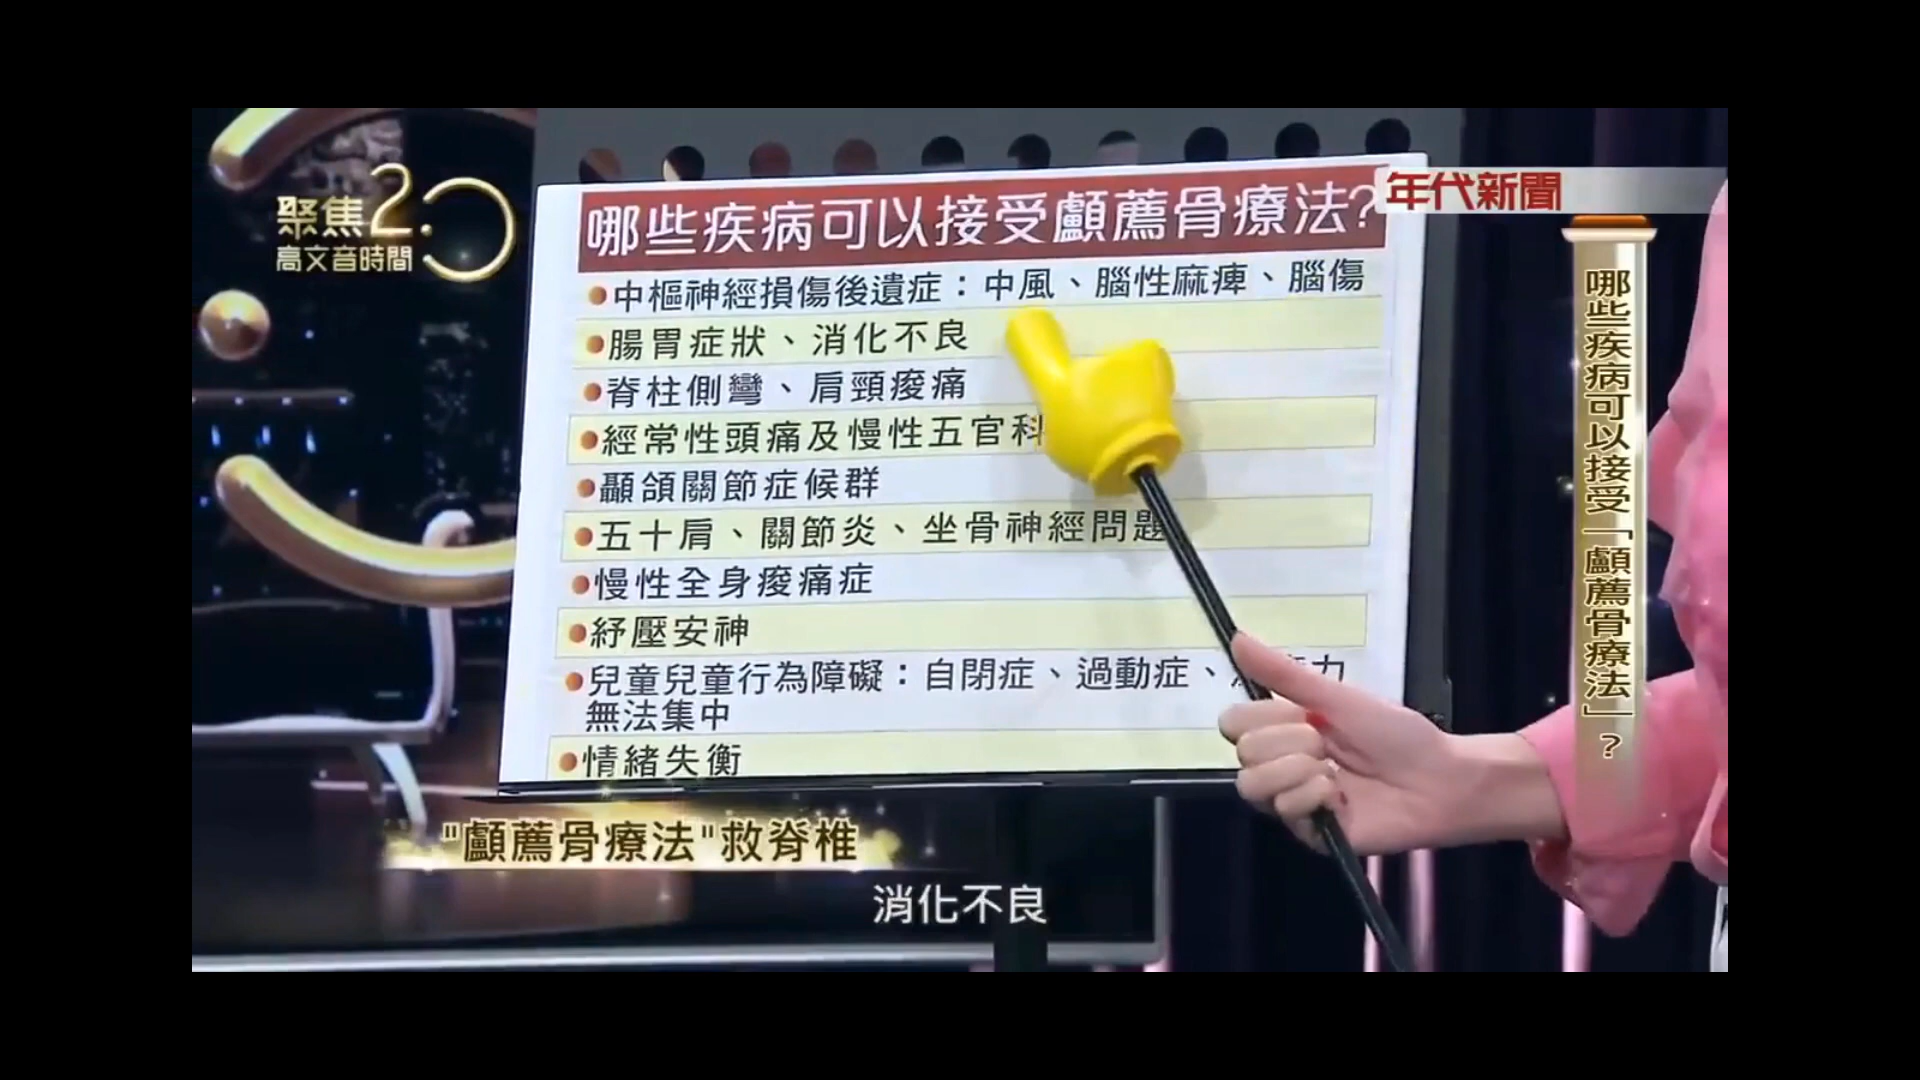 聚焦2.0
高文音時間
年代新聞
哪些疾病可以接受顱薦骨療法?
●中樞神經損傷後遺症：中風、腦性麻痺、腦傷
●腸胃症狀、消化不良
●脊柱側彎、肩頸痠痛
●經常性頭痛及慢性五官科
●顳頜關節症候群
●五十肩、關節炎、坐骨神經問題
●慢性全身痠痛症
●紓壓安神
●兒童兒童行為障礙：自閉症、過動症、力
無法集中
●情緒失衡
哪些疾病可以接受「顱薦骨療法」?
"顱薦骨療法"救脊椎
消化不良